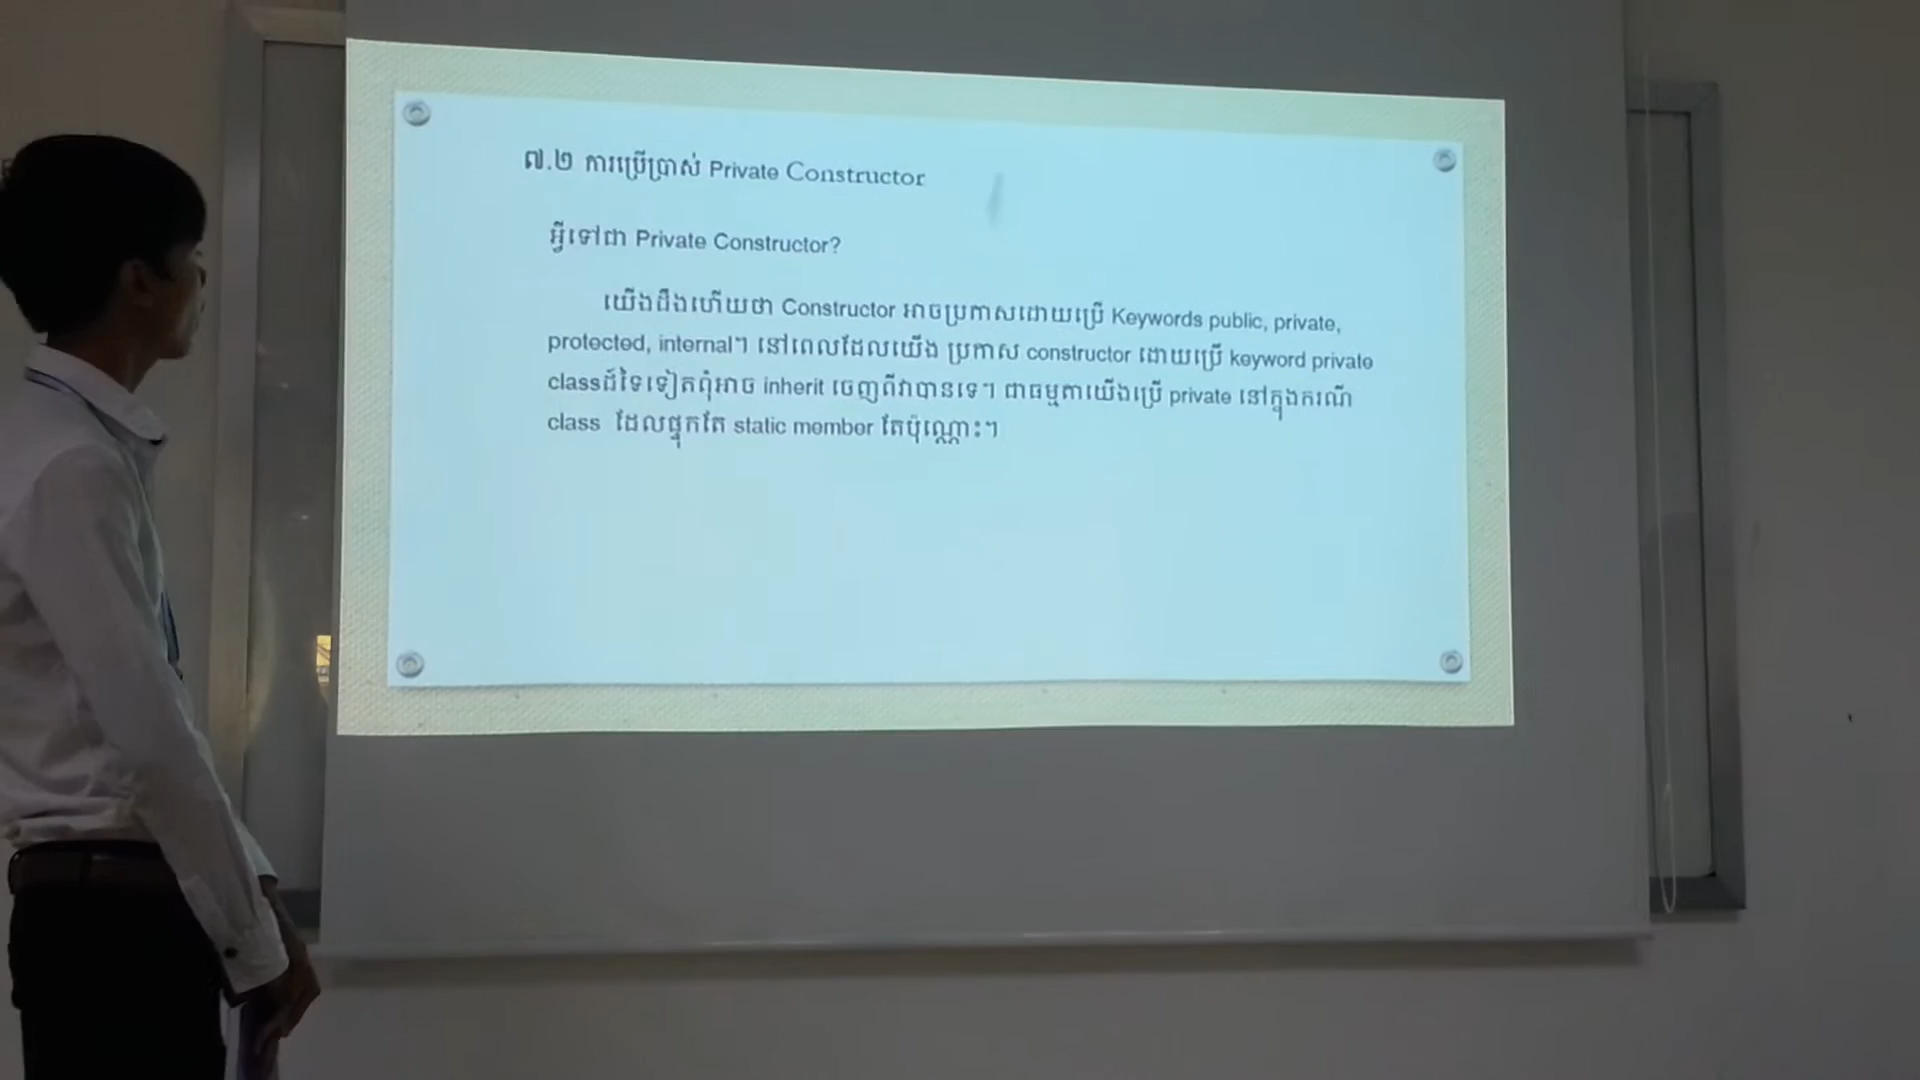 ៧.២ ការប្រើប្រាស់ Private Constructor
អ្វីទៅជា Private Constructor?
យើងដឹងហើយថា Constructor អាចប្រកាសដោយប្រើ Keywords public, private,
protected, internal។ នៅពេលដែលយើង ប្រកាស constructor ដោយប្រើ keyword private
classដ៍ទៃទៀតពុំអាច inherit ចេញពីវាបានទេ។ ជាធម្មតាយើងប្រើ private នៅក្នុងករណី
class ដែលផ្ទុកតែ static member តែប៉ុណ្ណោះ។